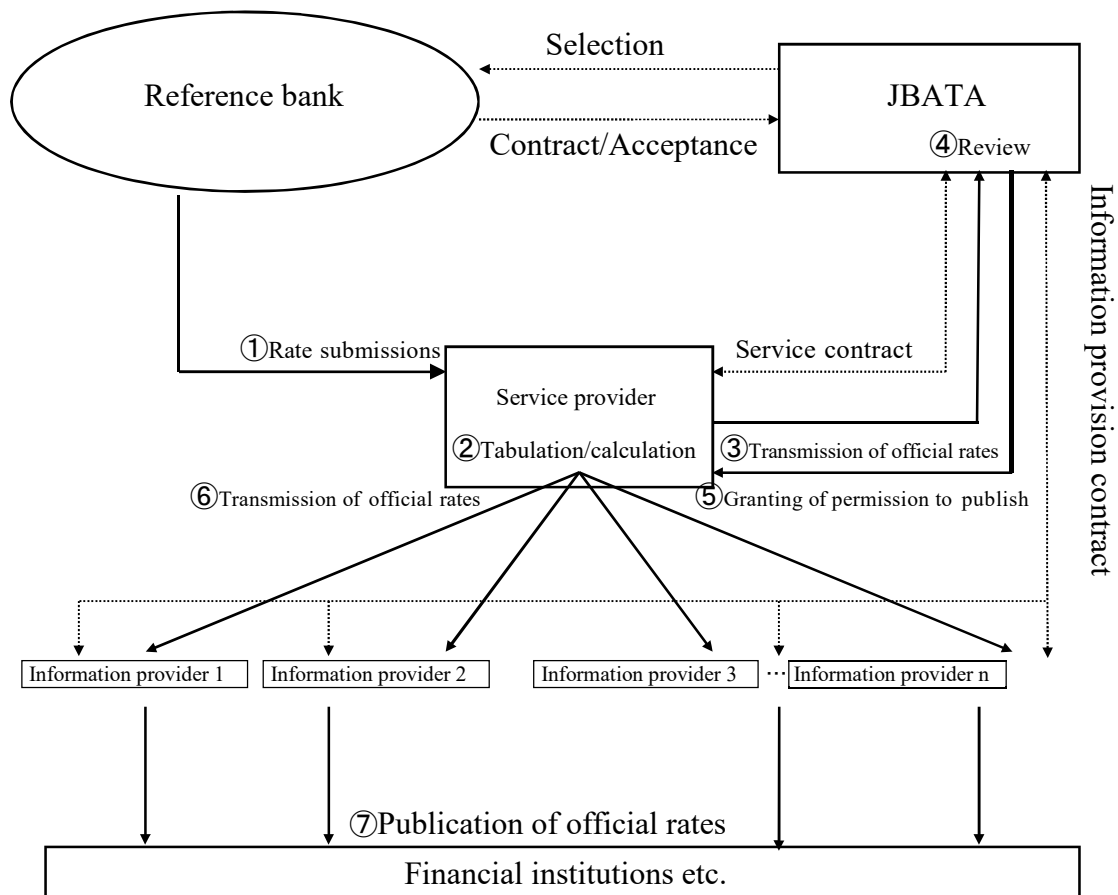 Selection
Reference bank
JBATA
Contract/Acceptance
④Review
Information provision contract
①Rate submissions
Service contract
Service provider
②Tabulation/calculation
③Transmission of official rates
⑥Transmission of official rates
⑤Granting of permission to publish
Information provider 1
Information provider 2
Information provider 3
…
Information provider n
⑦Publication of official rates
Financial institutions etc.